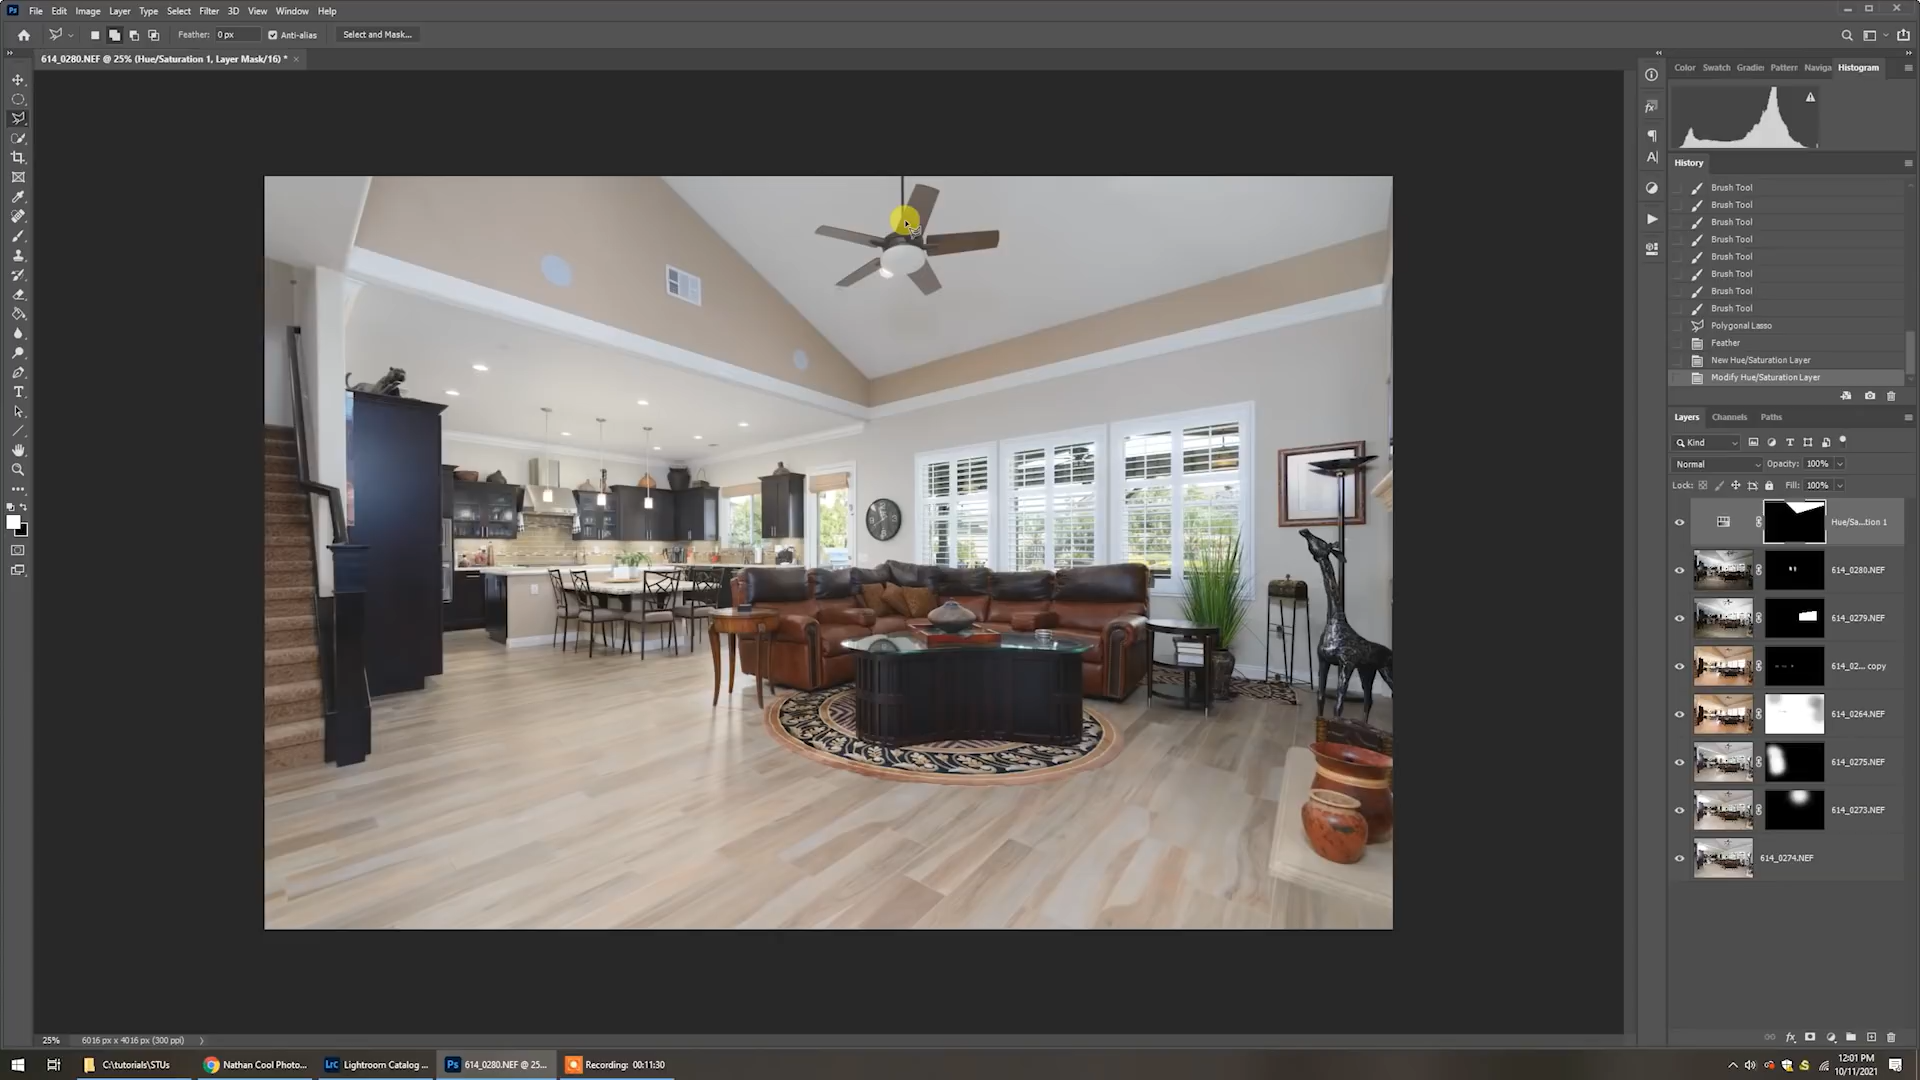 File Edit Image Layer Type Select Filter 3D View Window Help
Feather: 0 px Anti-alias Select and Mask...
614_0280.NEF @ 25% (Hue/Saturation 1, Layer Mask/16) *
Color Swatch Gradie Pattern Naviga Histogram
History
Brush Tool
Brush Tool
Brush Tool
Brush Tool
Brush Tool
Brush Tool
Brush Tool
Brush Tool
Polygonal Lasso
Feather
New Hue/Saturation Layer
Modify Hue/Saturation Layer
Layers Channels Paths
Kind
Normal Opacity: 100%
Lock: Fill: 100%
Hue/Sa...tion 1
614_0280.NEF
614_0279.NEF
614_02... copy
614_0264.NEF
614_0275.NEF
614_0273.NEF
614_0274.NEF
25% 6016 px x 4016 px (300 ppi)
C:\tutorials\STUs
Nathan Cool Photo...
Lightroom Catalog ...
614_0280.NEF @ 25...
Recording: 00:11:30
12:01 PM
10/11/2021